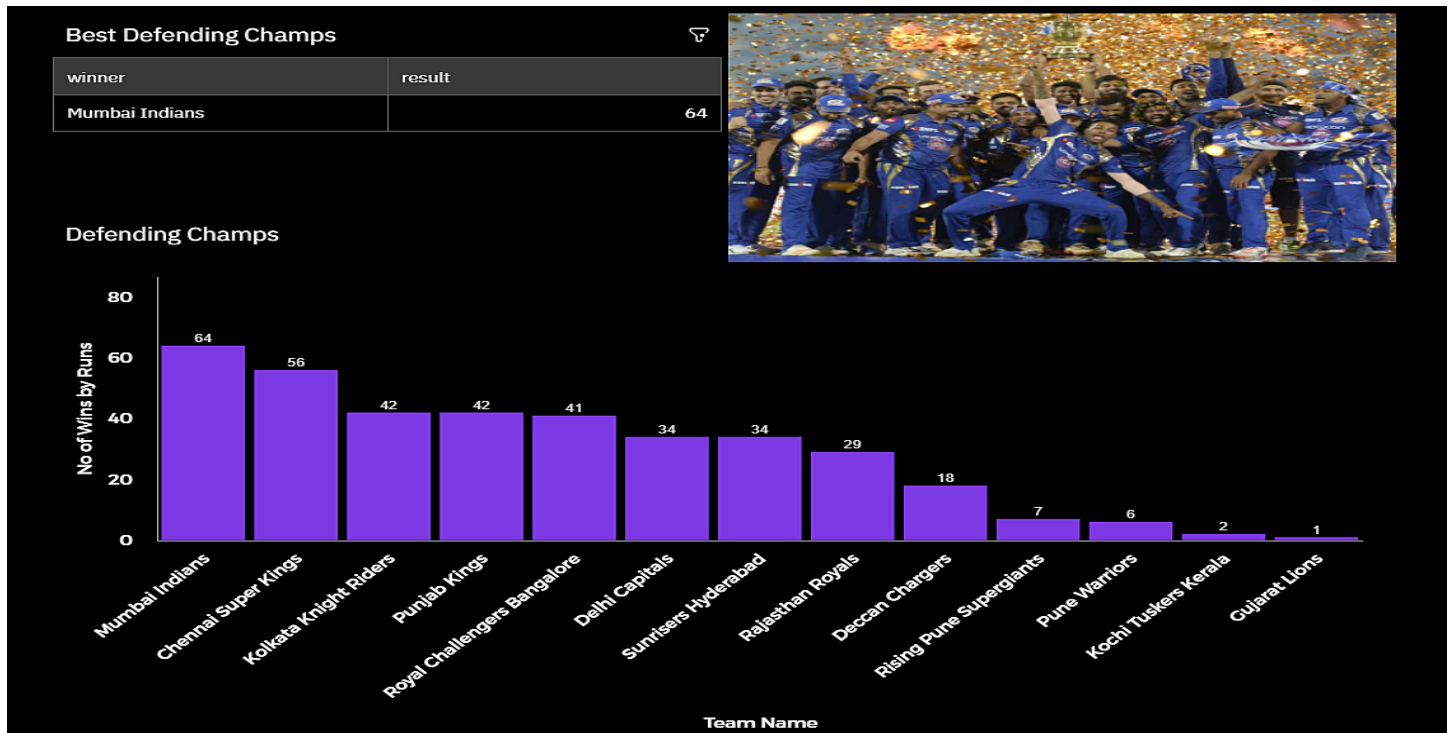 Best Defending Champs
winner result
Mumbai Indians 64
Defending Champs
No of Wins by Runs
80
60
40
20
0
64
56
42
42
41
34
34
29
18
7
6
2
1
Mumbai Indians
Chennai Super Kings
Kolkata Knight Riders
Punjab Kings
Royal Challengers Bangalore
Delhi Capitals
Sunrisers Hyderabad
Rajasthan Royals
Deccan Chargers
Rising Pune Supergiants
Pune Warriors
Kochi Tuskers Kerala
Gujarat Lions
Team Name